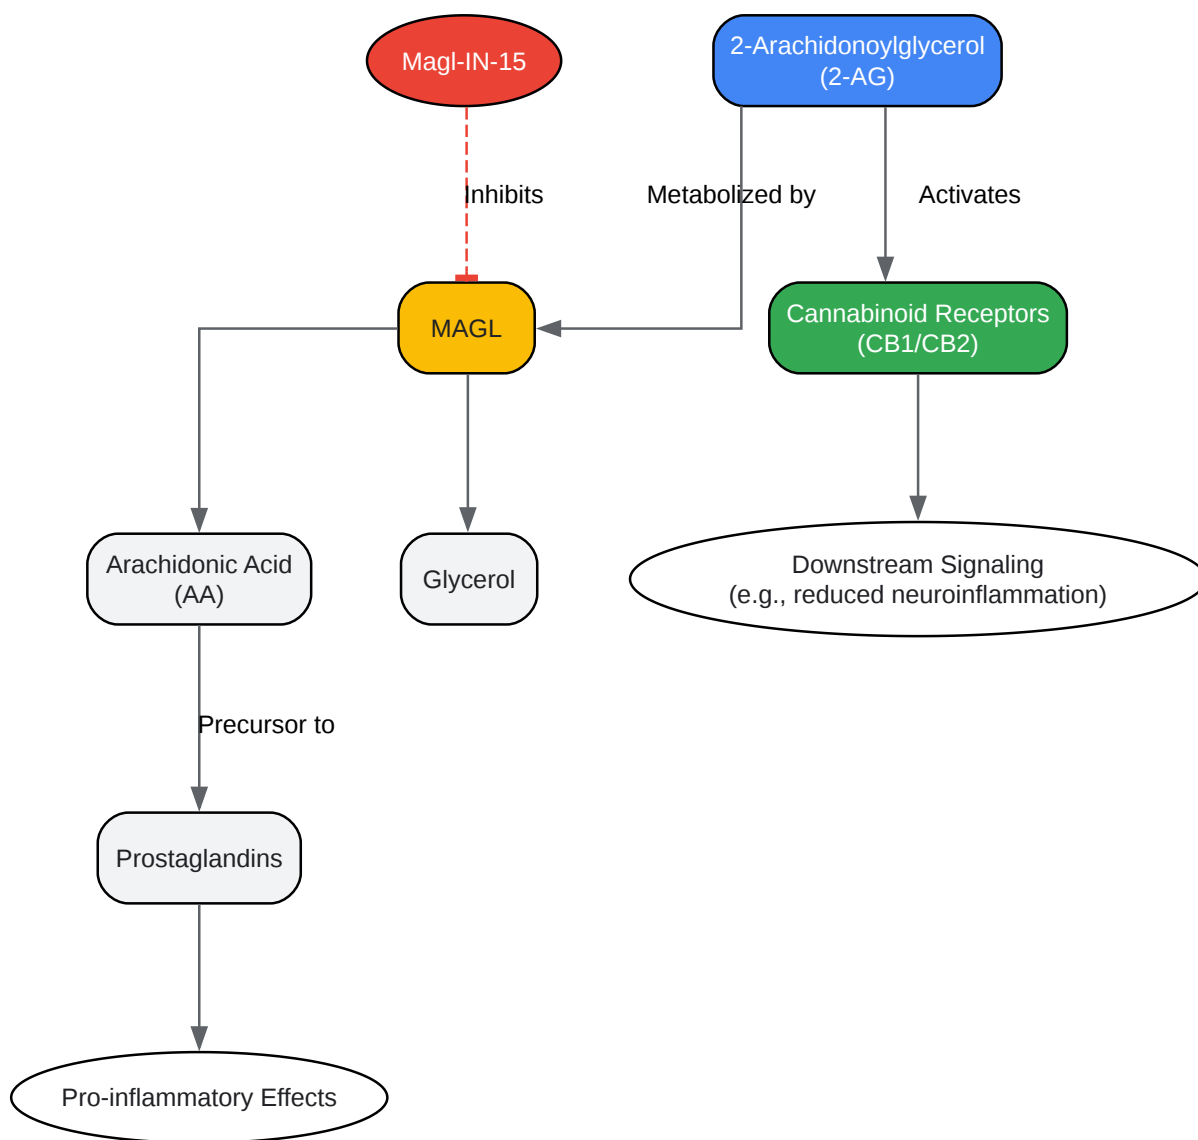 Magl-IN-15
2-Arachidonoylglycerol
(2-AG)
Inhibits
Metabolized by
Activates
MAGL
Cannabinoid Receptors
(CB1/CB2)
Arachidonic Acid
(AA)
Glycerol
Downstream Signaling
(e.g., reduced neuroinflammation)
Precursor to
Prostaglandins
Pro-inflammatory Effects